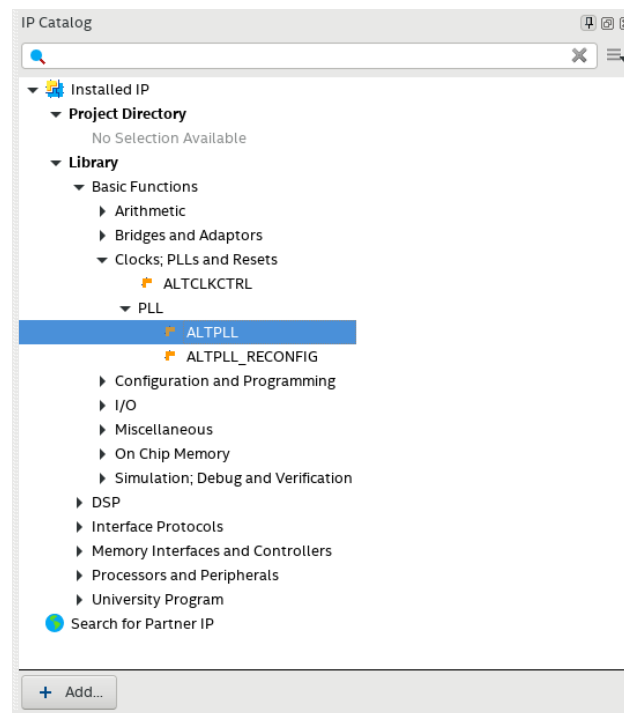 IP Catalog
Installed IP
Project Directory
No Selection Available
Library
Basic Functions
Arithmetic
Bridges and Adaptors
Clocks; PLLs and Resets
ALTCLKCTRL
PLL
ALTPLL
ALTPLL_RECONFIG
Configuration and Programming
I/O
Miscellaneous
On Chip Memory
Simulation; Debug and Verification
DSP
Interface Protocols
Memory Interfaces and Controllers
Processors and Peripherals
University Program
Search for Partner IP
+ Add...